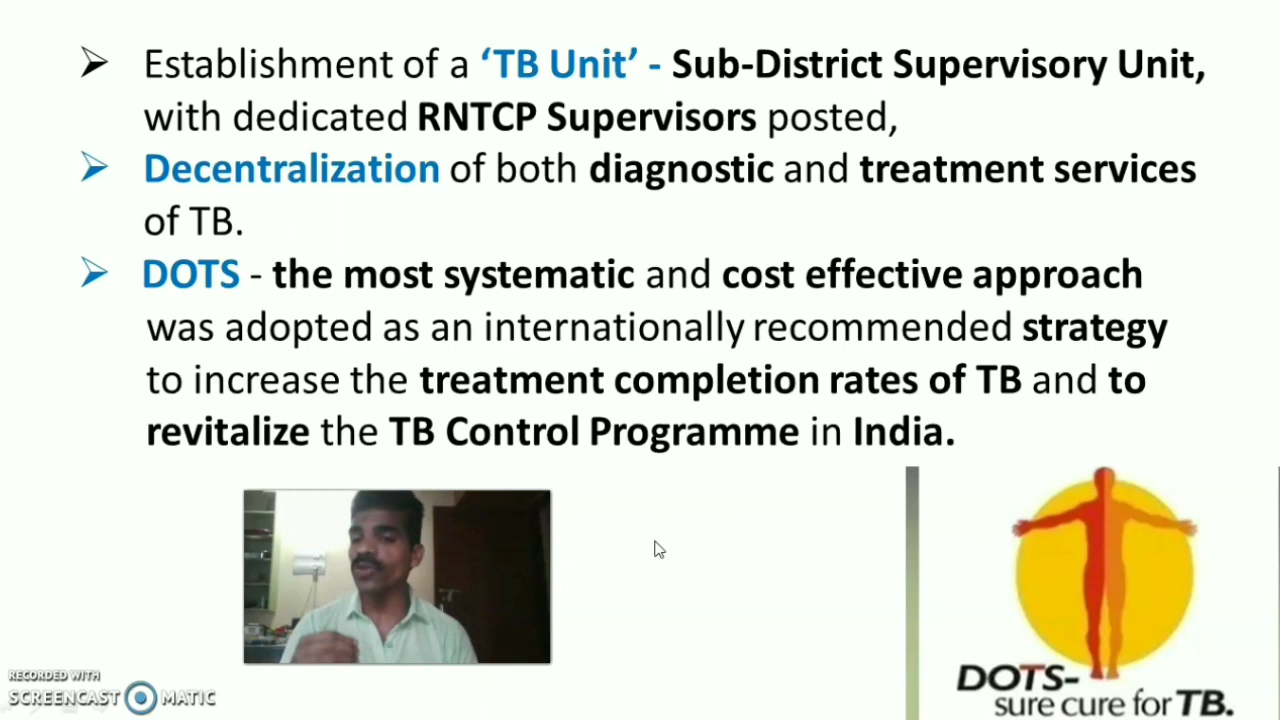 Establishment of a ‘TB Unit’ - Sub-District Supervisory Unit,
with dedicated RNTCP Supervisors posted,
Decentralization of both diagnostic and treatment services
of TB.
DOTS - the most systematic and cost effective approach
was adopted as an internationally recommended strategy
to increase the treatment completion rates of TB and to
revitalize the TB Control Programme in India.
DOTS-
sure cure for TB.
RECORDED WITH
SCREENCAST MATIC